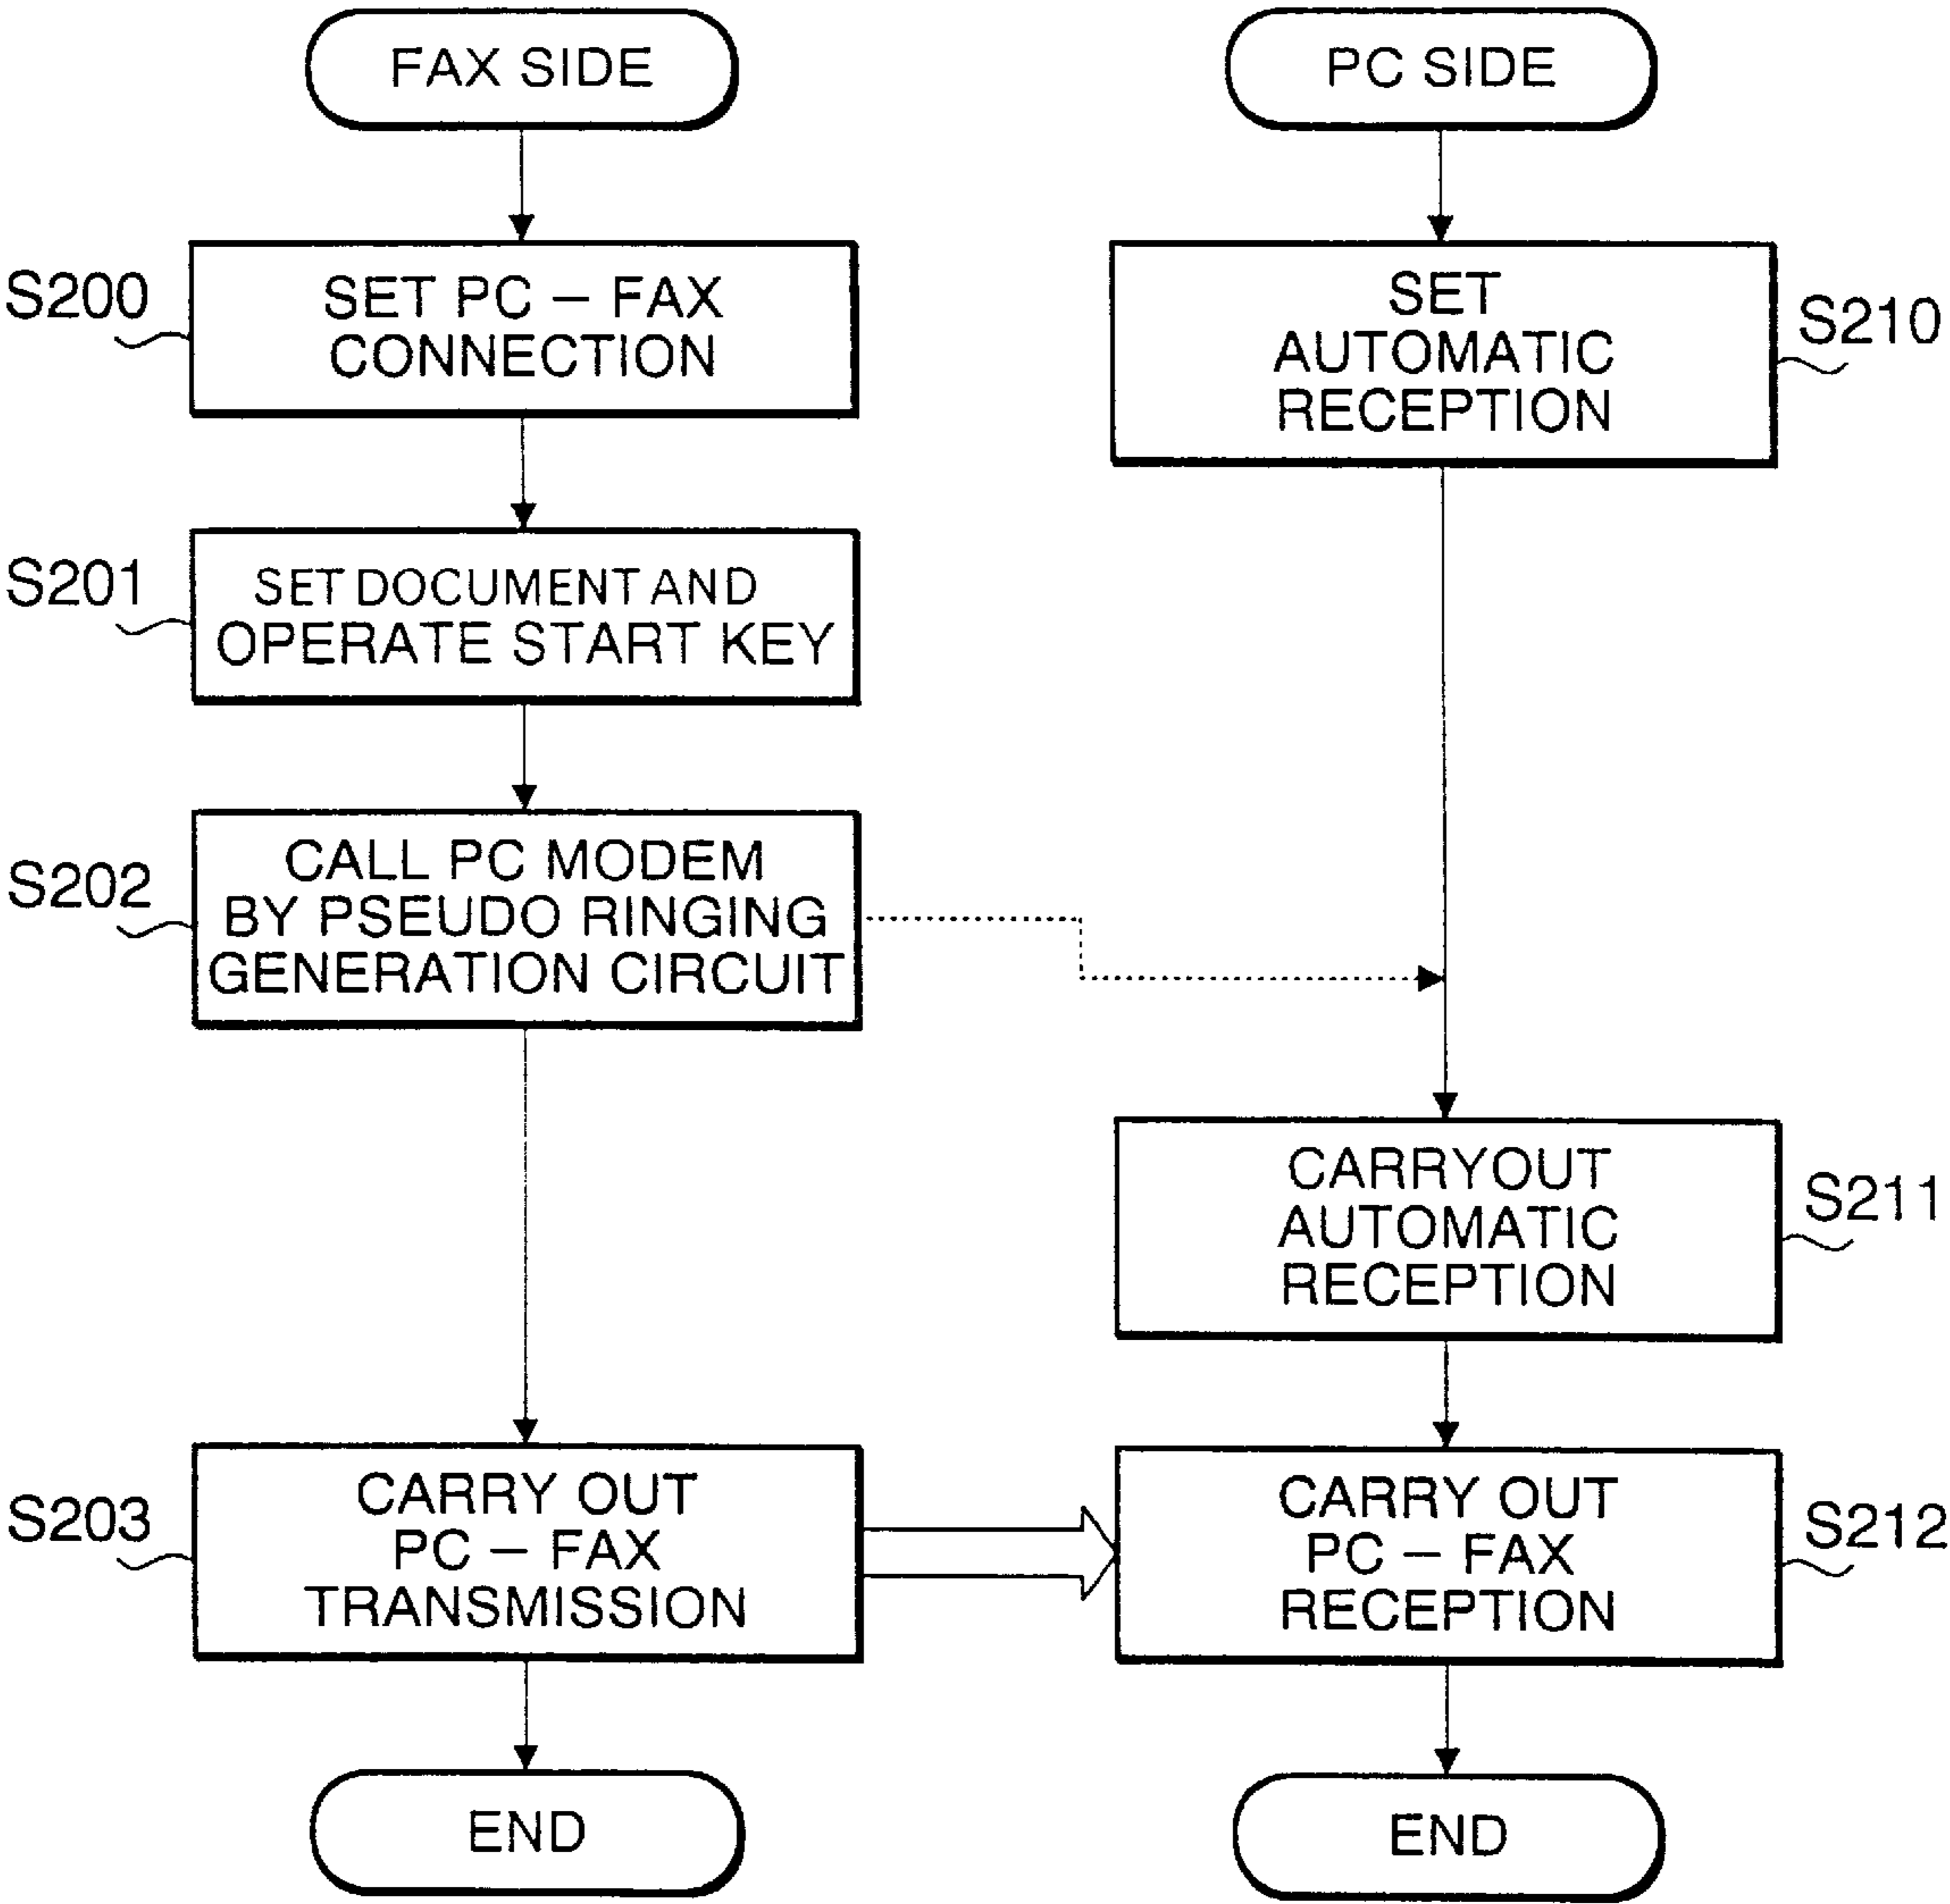 FAX SIDE
S200
SET PC – FAX
CONNECTION
S201
SET DOCUMENT AND
OPERATE START KEY
S202
CALL PC MODEM
BY PSEUDO RINGING
GENERATION CIRCUIT
S203
CARRY OUT
PC – FAX
TRANSMISSION
END
PC SIDE
SET
AUTOMATIC
RECEPTION
S210
CARRYOUT
AUTOMATIC
RECEPTION
S211
CARRY OUT
PC – FAX
RECEPTION
S212
END